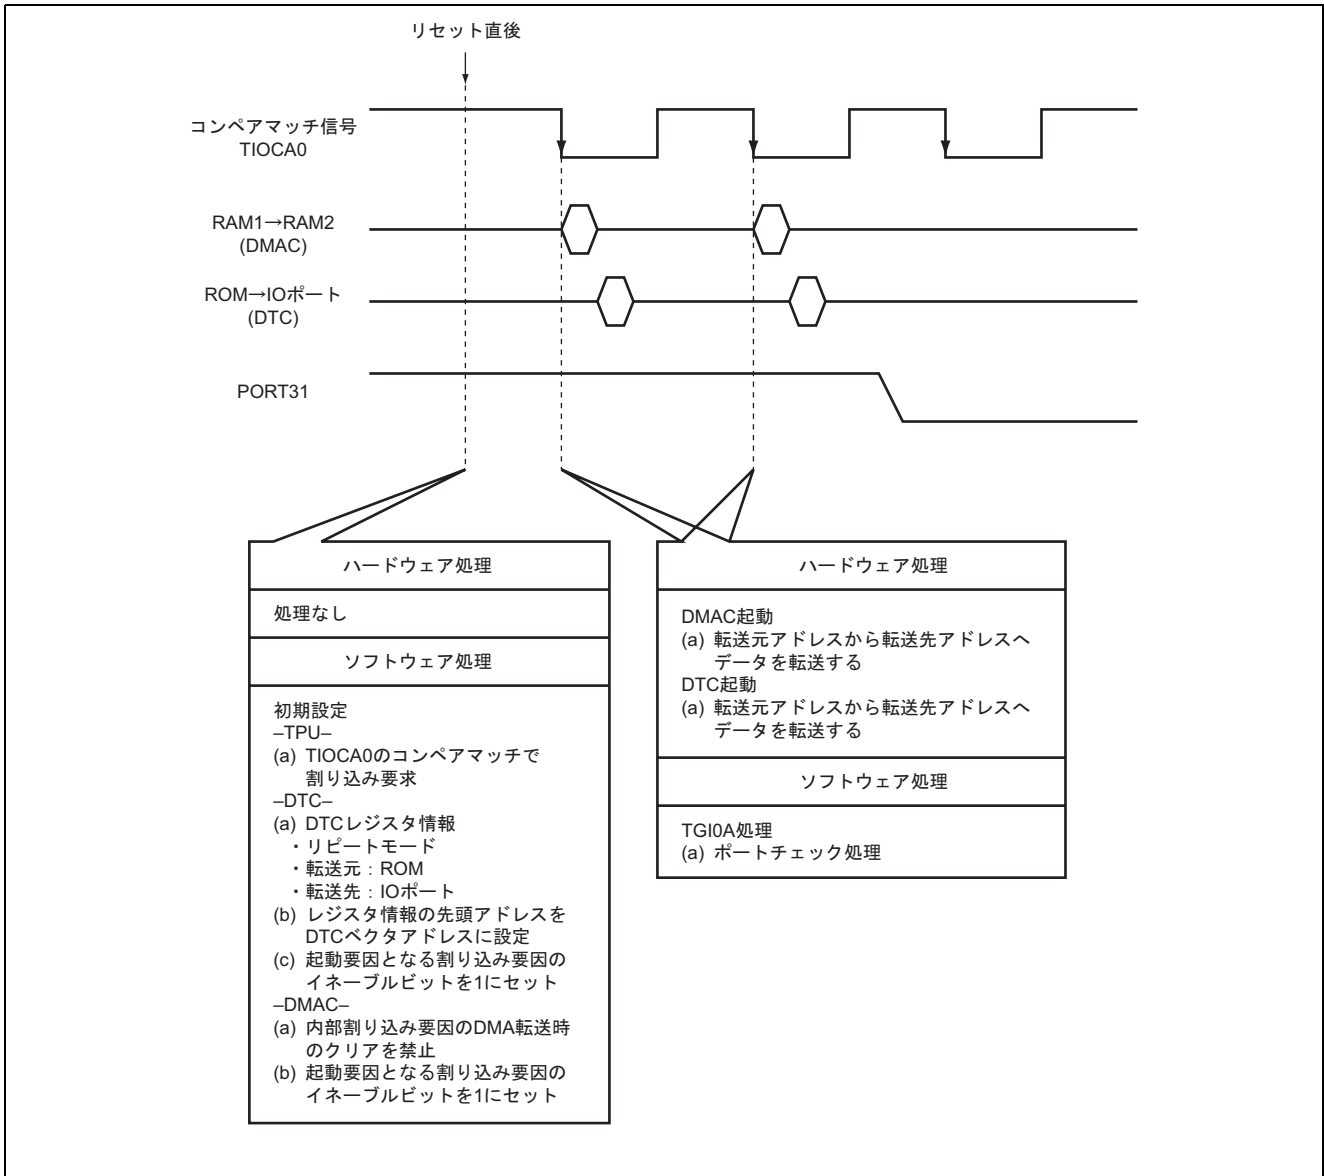 リセット直後
コンペアマッチ信号
TIOCA0
RAM1→RAM2
(DMAC)
ROM→IOポート
(DTC)
PORT31
ハードウェア処理
処理なし
ソフトウェア処理
初期設定
–TPU–
(a) TIOCA0のコンペアマッチで
割り込み要求
–DTC–
(a) DTCレジスタ情報
・リピートモード
・転送元：ROM
・転送先：IOポート
(b) レジスタ情報の先頭アドレスを
DTCベクタアドレスに設定
(c) 起動要因となる割り込み要因の
イネーブルビットを1にセット
–DMAC–
(a) 内部割り込み要因のDMA転送時
のクリアを禁止
(b) 起動要因となる割り込み要因の
イネーブルビットを1にセット
ハードウェア処理
DMAC起動
(a) 転送元アドレスから転送先アドレスへ
データを転送する
DTC起動
(a) 転送元アドレスから転送先アドレスへ
データを転送する
ソフトウェア処理
TGI0A処理
(a) ポートチェック処理